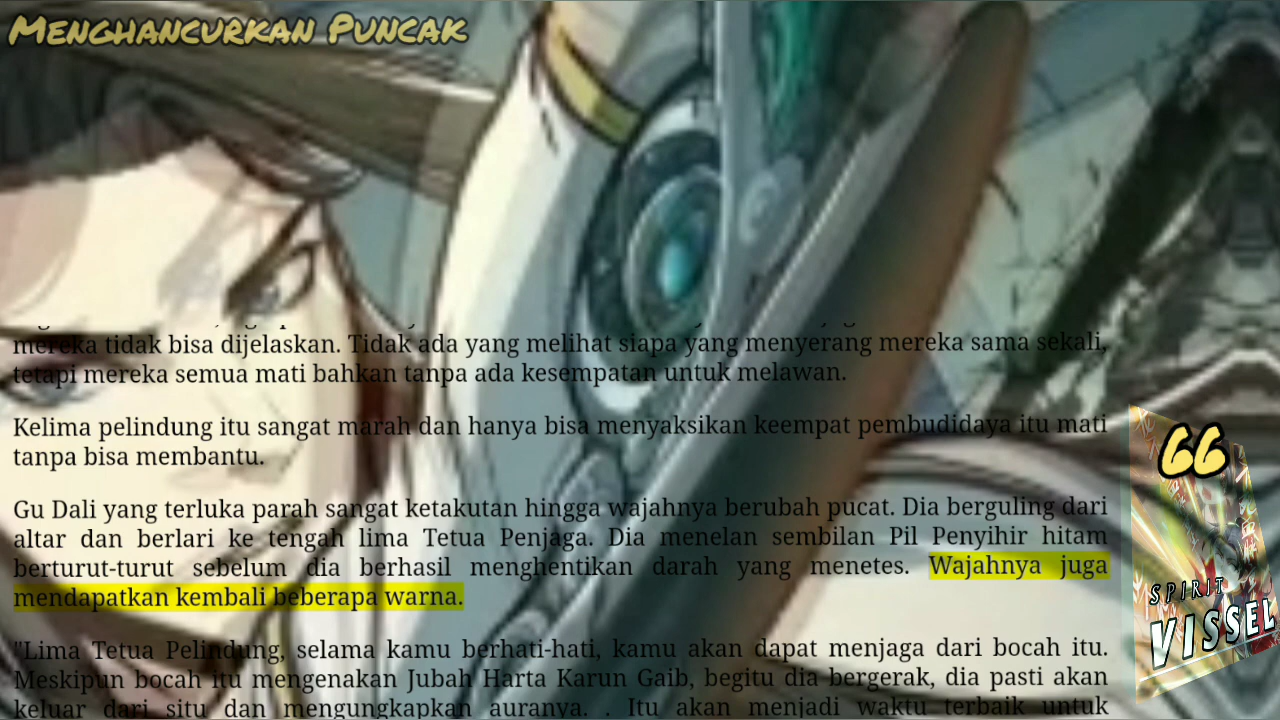 Menghancurkan Puncak
mereka tidak bisa dijelaskan. Tidak ada yang melihat siapa yang menyerang mereka sama sekali,
tetapi mereka semua mati bahkan tanpa ada kesempatan untuk melawan.
Kelima pelindung itu sangat marah dan hanya bisa menyaksikan keempat pembudidaya itu mati
tanpa bisa membantu.
Gu Dali yang terluka parah sangat ketakutan hingga wajahnya berubah pucat. Dia berguling dari
altar dan berlari ke tengah lima Tetua Penjaga. Dia menelan sembilan Pil Penyihir hitam
berturut-turut sebelum dia berhasil menghentikan darah yang menetes. Wajahnya juga
mendapatkan kembali beberapa warna.
"Lima Tetua Pelindung, selama kamu berhati-hati, kamu akan dapat menjaga dari bocah itu.
Meskipun bocah itu mengenakan Jubah Harta Karun Gaib, begitu dia bergerak, dia pasti akan
keluar dari situ dan mengungkapkan auranya. . Itu akan menjadi waktu terbaik untuk
66
SPIRIT
VISSEL